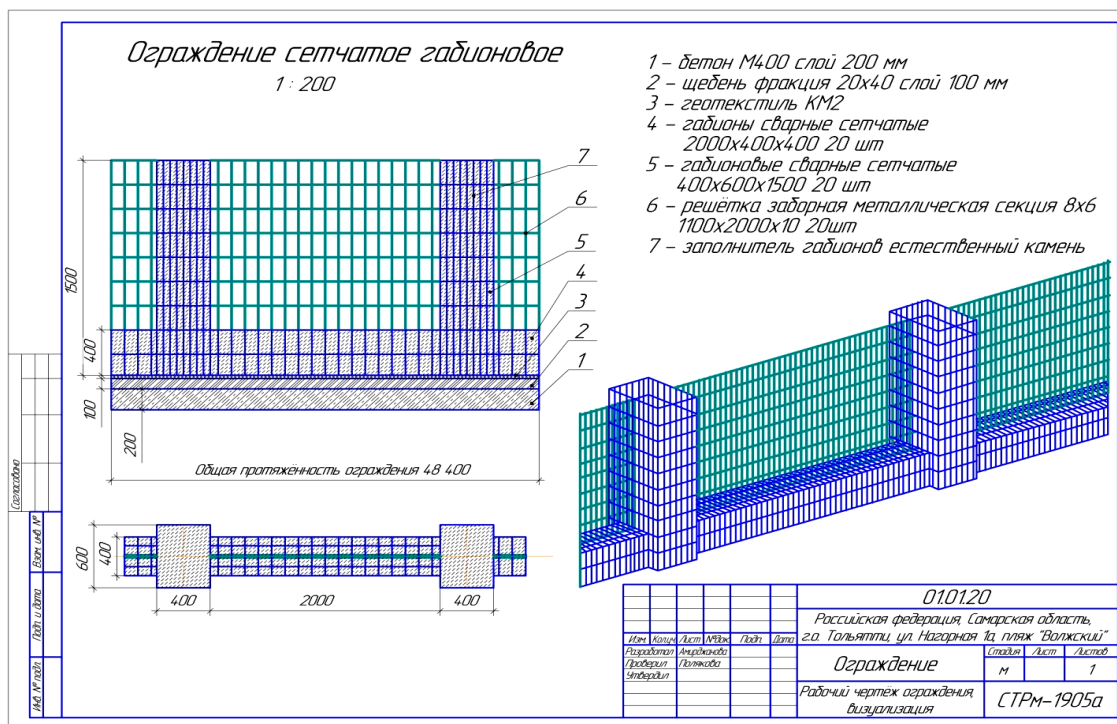 Ограждение сетчатое габионовое
1 : 200
1 – бетон М400 слой 200 мм
2 – щебень фракция 20х40 слой 100 мм
3 – геотекстиль КМ2
4 – габионы сварные сетчатые
2000х400х400 20 шт
5 – габионовые сварные сетчатые
400х600х1500 20 шт
6 – решётка заборная металлическая секция 8х6
1100х2000х10 20шт
7 – заполнитель габионов естественный камень
7
6
5
4
3
2
1
1500
400
100
200
Общая протяженность ограждения 48 400
600
400
400
2000
400
Согласовано
Взам. инв. №
Подп. и дата
Инв. № подл.
01.01.20
Российская федерация, Самарская область,
г.о. Тольятти, ул. Нагорная 1а, пляж "Волжский"
Изм. Колуч. Лист №Док. Подп. Дата
Разработал Амирджанова
Проверил Полякова
Утвердил
Ограждение
Стадия Лист Листов
м 1
Рабочий чертёж ограждения,
визуализация
СТРм-1905а